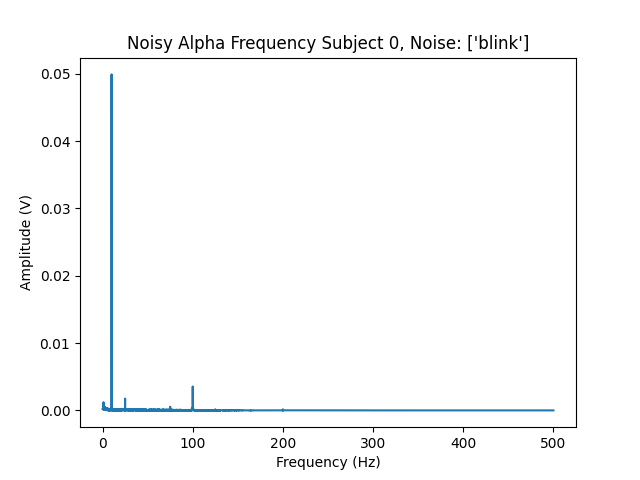 Noisy Alpha Frequency Subject 0, Noise: ['blink']
0.05
0.04
0.03
0.02
0.01
0.00
Amplitude (V)
0 100 200 300 400 500
Frequency (Hz)